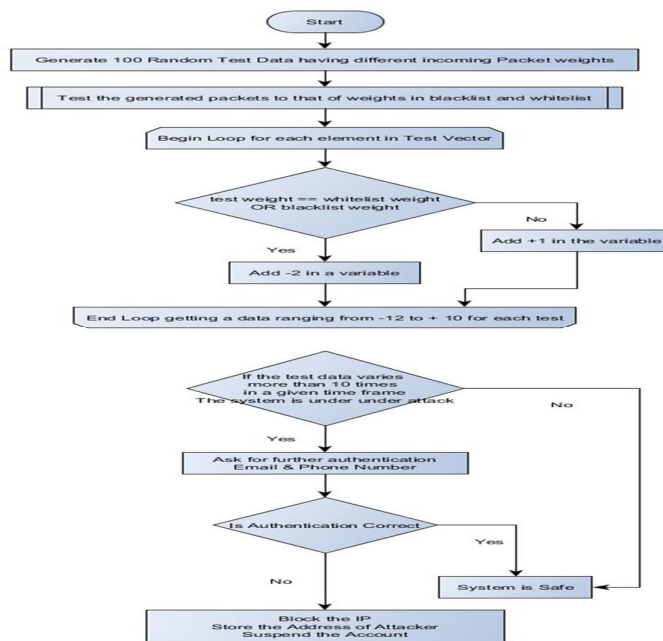 Start
Generate 100 Random Test Data having different incoming Packet weights
Test the generated packets to that of weights in blacklist and whitelist
Begin Loop for each element in Test Vector
test weight == whitelist weight
OR blacklist weight
No
Yes
Add +1 in the variable
Add -2 in a variable
End Loop getting a data ranging from -12 to + 10 for each test
If the test data varies
more than 10 times
in a given time frame
The system is under under attack
No
Yes
Ask for further authentication
Email & Phone Number
Is Authentication Correct
Yes
No
System is Safe
Block the IP
Store the Address of Attacker
Suspend the Account